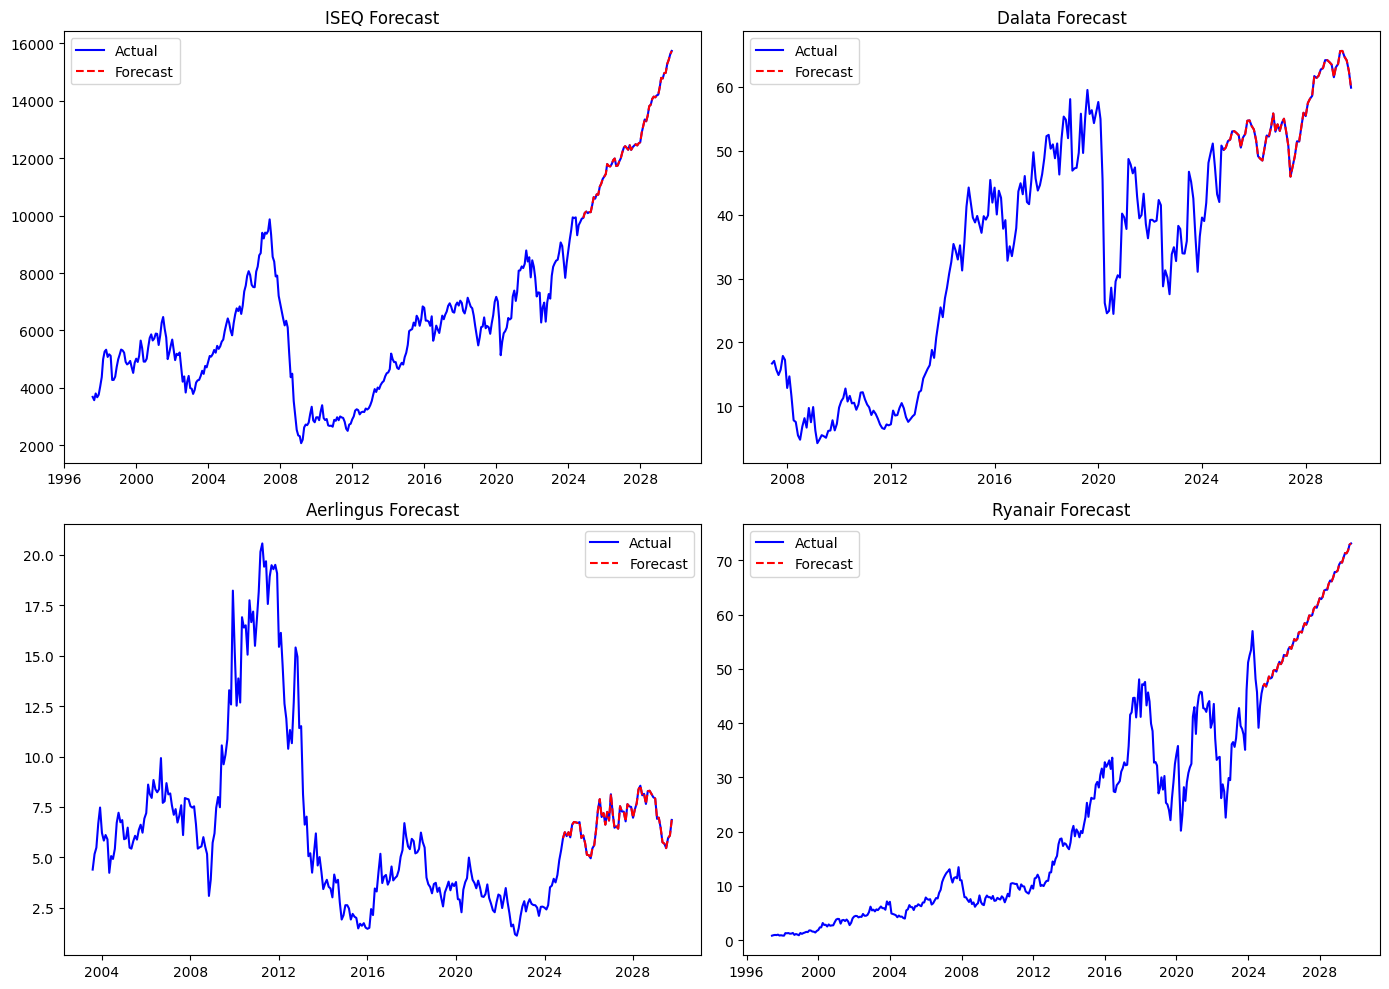 ISEQ Forecast
Actual
Forecast
16000
14000
12000
10000
8000
6000
4000
2000
1996 2000 2004 2008 2012 2016 2020 2024 2028
Dalata Forecast
Actual
Forecast
60
50
40
30
20
10
2008 2012 2016 2020 2024 2028
Aerlingus Forecast
Actual
Forecast
20.0
17.5
15.0
12.5
10.0
7.5
5.0
2.5
2004 2008 2012 2016 2020 2024 2028
Ryanair Forecast
Actual
Forecast
70
60
50
40
30
20
10
0
1996 2000 2004 2008 2012 2016 2020 2024 2028